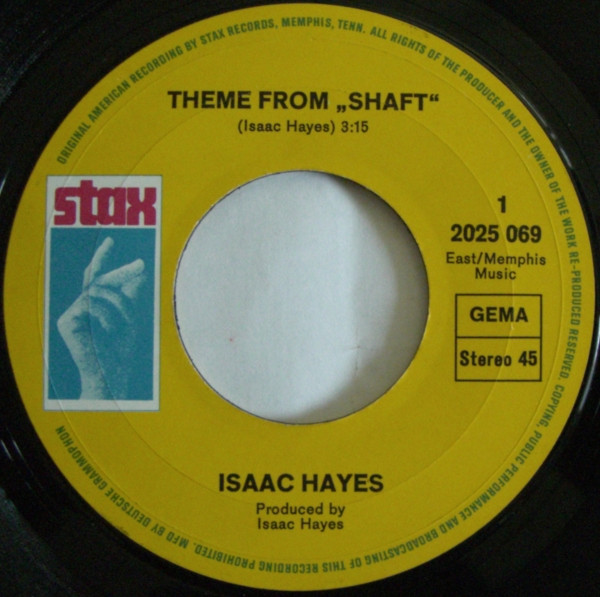 ORIGINAL AMERICAN RECORDING BY STAX RECORDS, MEMPHIS, TENN. ALL RIGHTS OF THE PRODUCER AND THE OWNER OF THE WORK RE-PRODUCED RESERVED. COPYING, PUBLIC PERFORMANCE AND BROADCASTING OF THIS RECORDING PROHIBITED. MFD BY DEUTSCHE GRAMMOPHON
THEME FROM „SHAFT“
(Isaac Hayes) 3:15
stax
1
2025 069
East/Memphis
Music
GEMA
Stereo 45
ISAAC HAYES
Produced by
Isaac Hayes